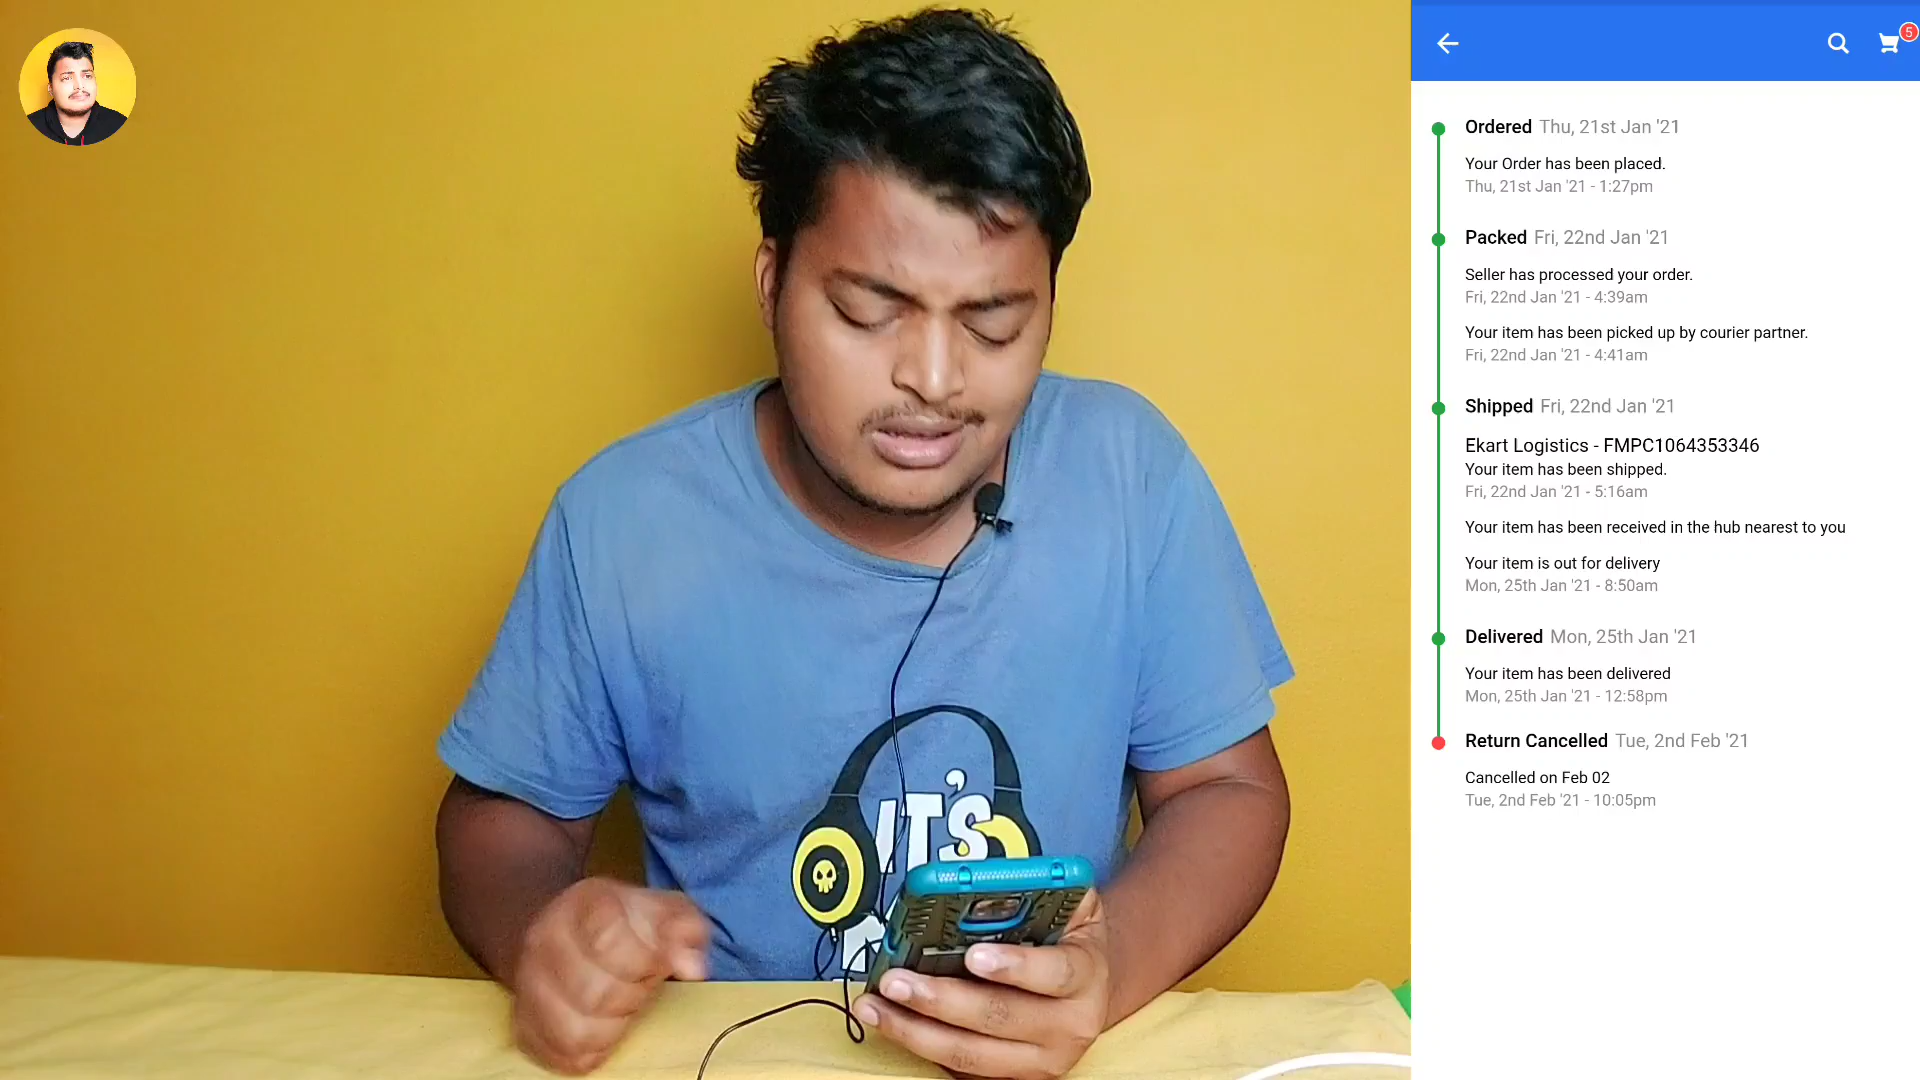 5
Ordered Thu, 21st Jan '21
Your Order has been placed.
Thu, 21st Jan '21 - 1:27pm
Packed Fri, 22nd Jan '21
Seller has processed your order.
Fri, 22nd Jan '21 - 4:39am
Your item has been picked up by courier partner.
Fri, 22nd Jan '21 - 4:41am
Shipped Fri, 22nd Jan '21
Ekart Logistics - FMPC1064353346
Your item has been shipped.
Fri, 22nd Jan '21 - 5:16am
Your item has been received in the hub nearest to you
Your item is out for delivery
Mon, 25th Jan '21 - 8:50am
Delivered Mon, 25th Jan '21
Your item has been delivered
Mon, 25th Jan '21 - 12:58pm
Return Cancelled Tue, 2nd Feb '21
Cancelled on Feb 02
Tue, 2nd Feb '21 - 10:05pm
IT'S